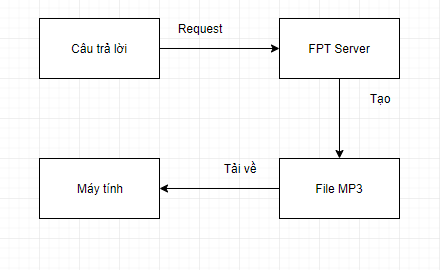 Câu trả lời
Request
FPT Server
Tạo
Máy tính
Tải về
File MP3